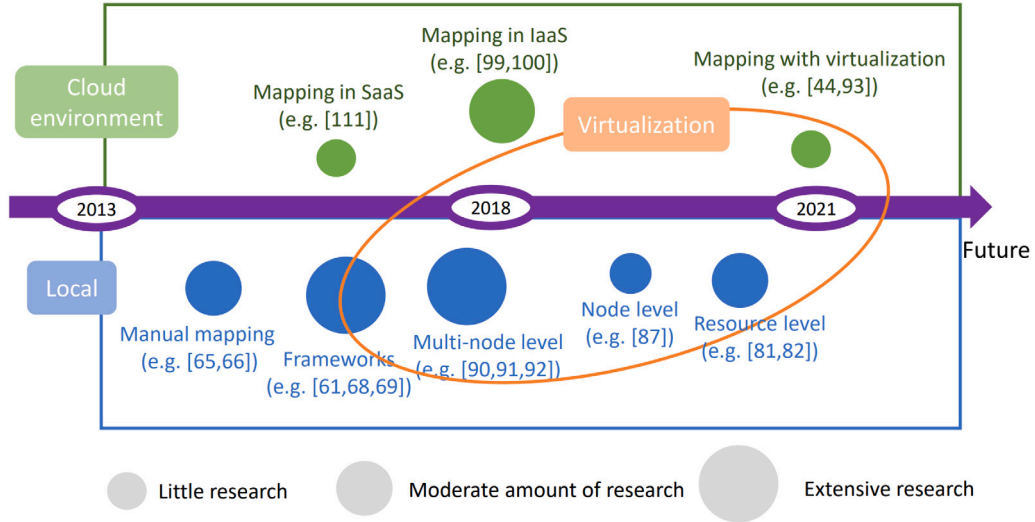 Cloud
environment
Mapping in SaaS
(e.g. [111])
Mapping in IaaS
(e.g. [99,100])
Virtualization
Mapping with virtualization
(e.g. [44,93])
2013
2018
2021
Future
Local
Manual mapping
(e.g. [65,66])
Frameworks
(e.g. [61,68,69])
Multi-node level
(e.g. [90,91,92])
Node level
(e.g. [87])
Resource level
(e.g. [81,82])
Little research
Moderate amount of research
Extensive research